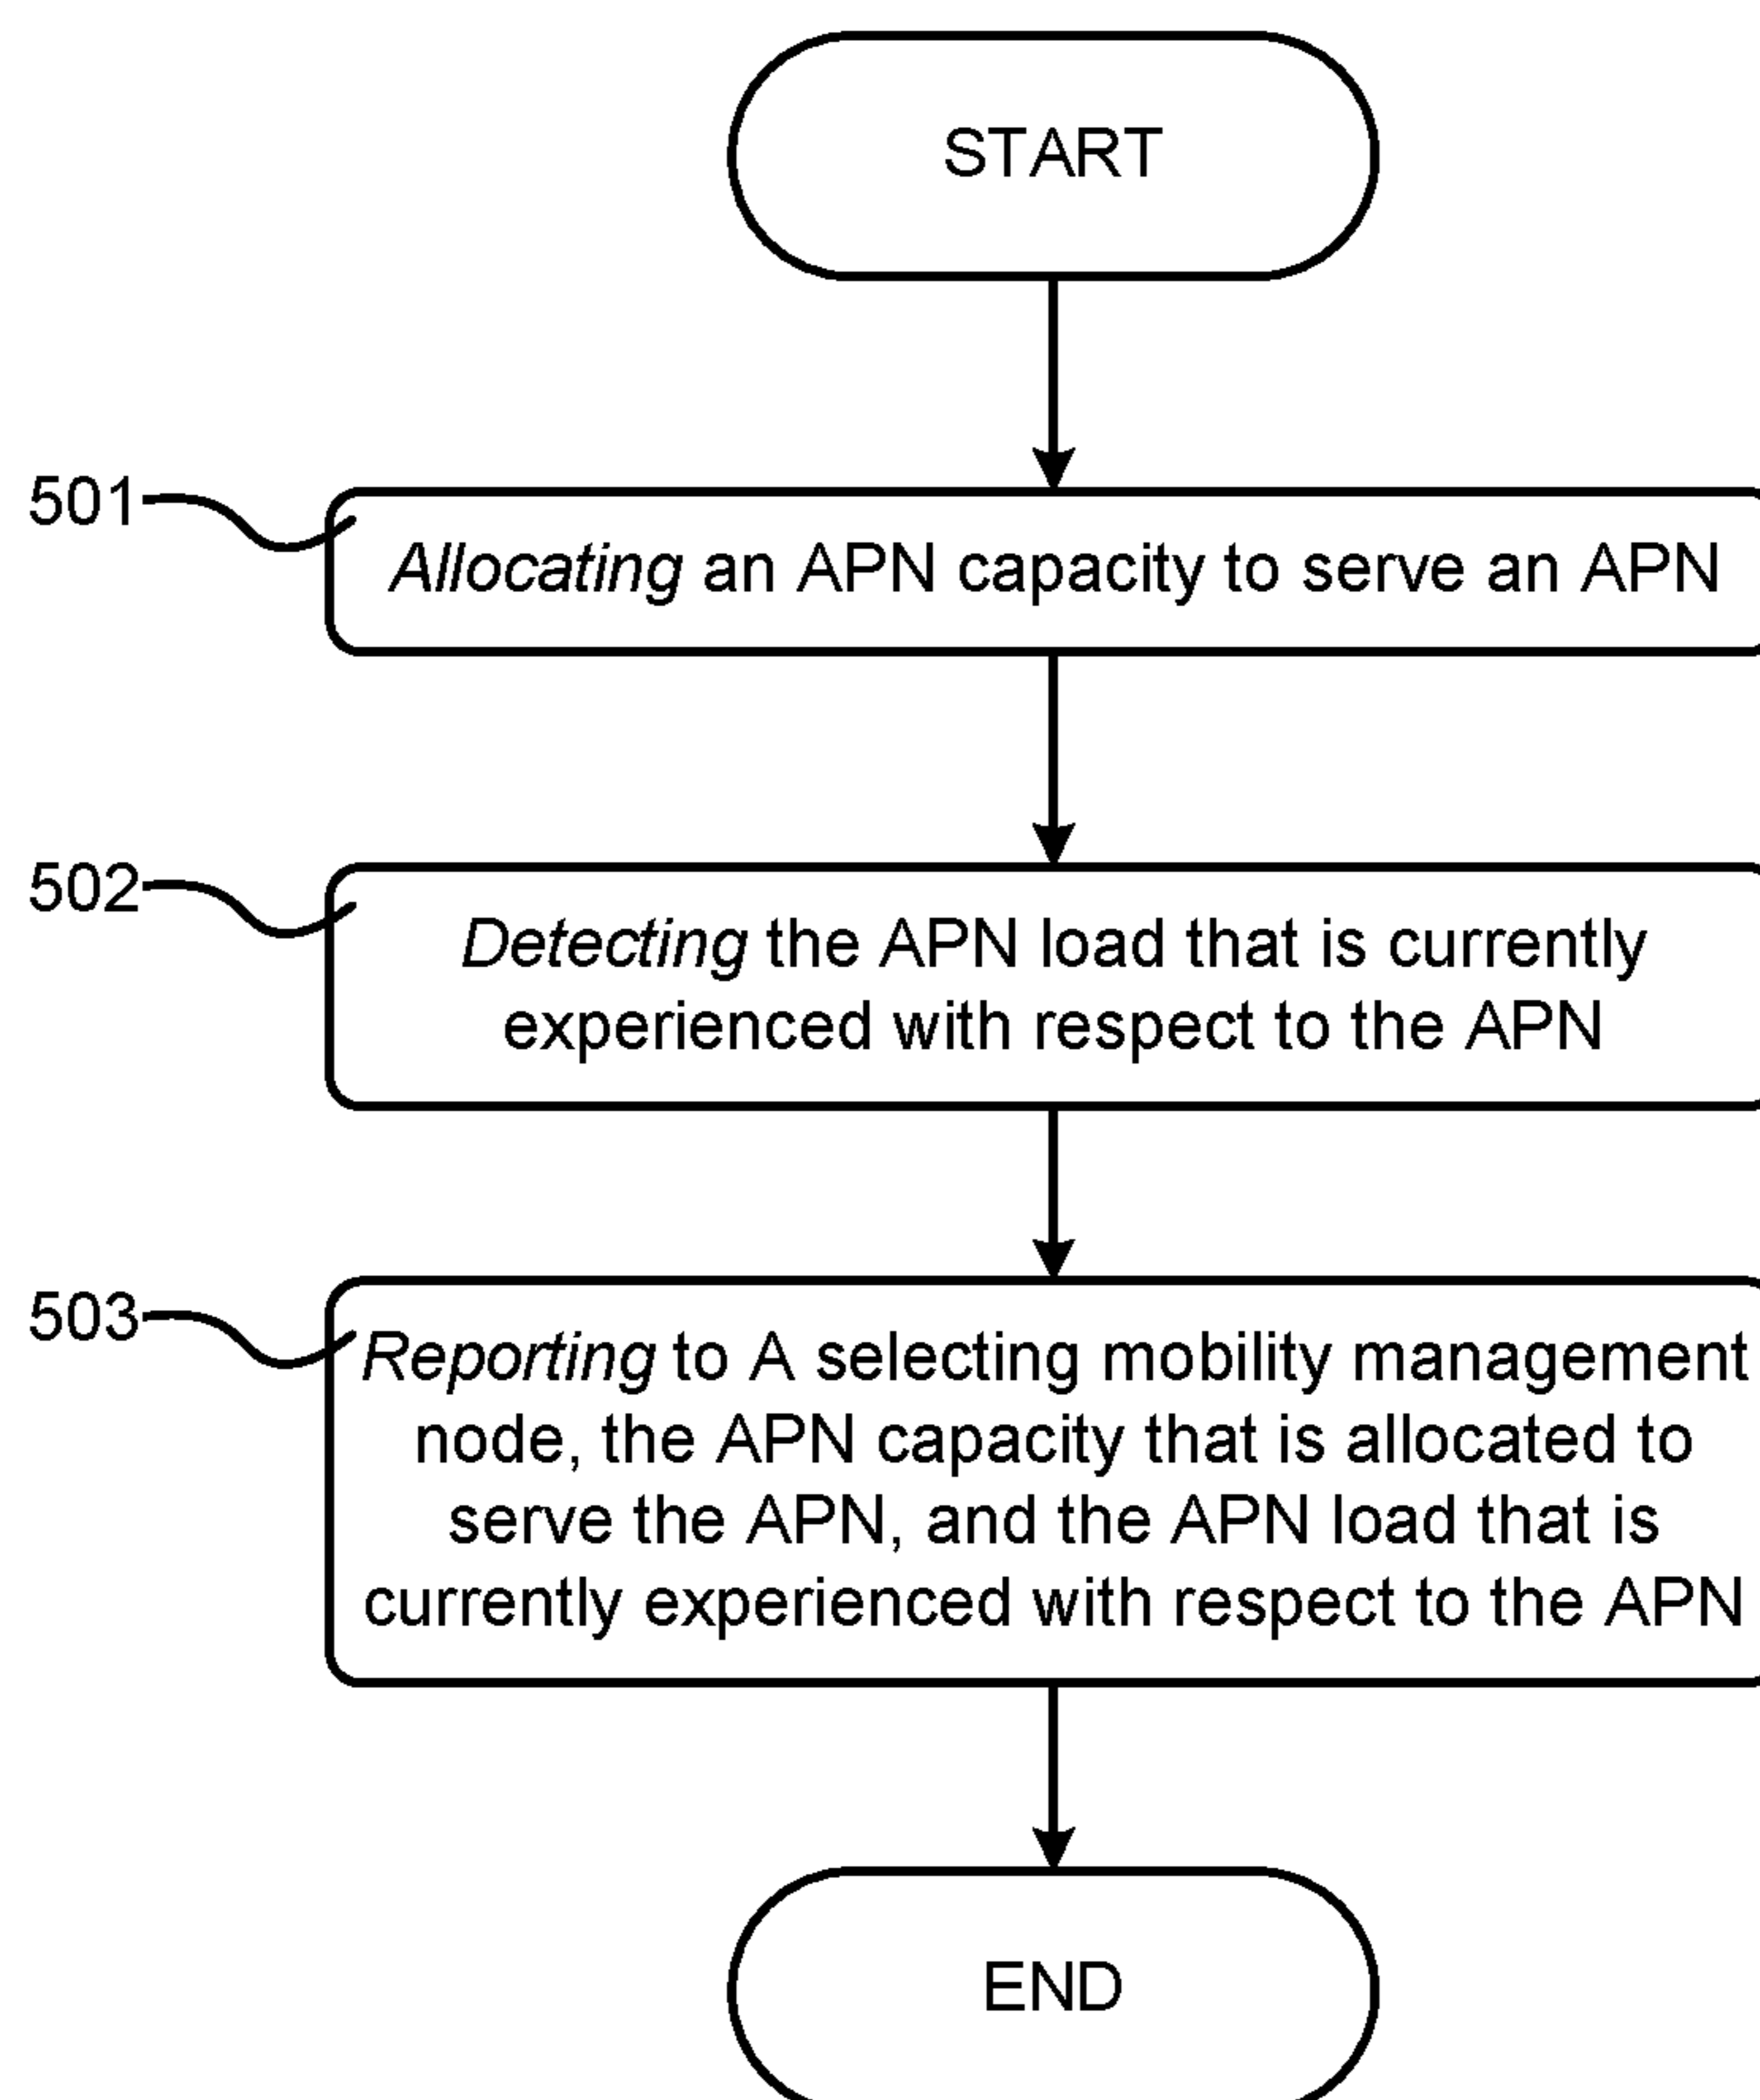 START
501
Allocating an APN capacity to serve an APN
502
Detecting the APN load that is currently
experienced with respect to the APN
503
Reporting to A selecting mobility management
node, the APN capacity that is allocated to
serve the APN, and the APN load that is
currently experienced with respect to the APN
END